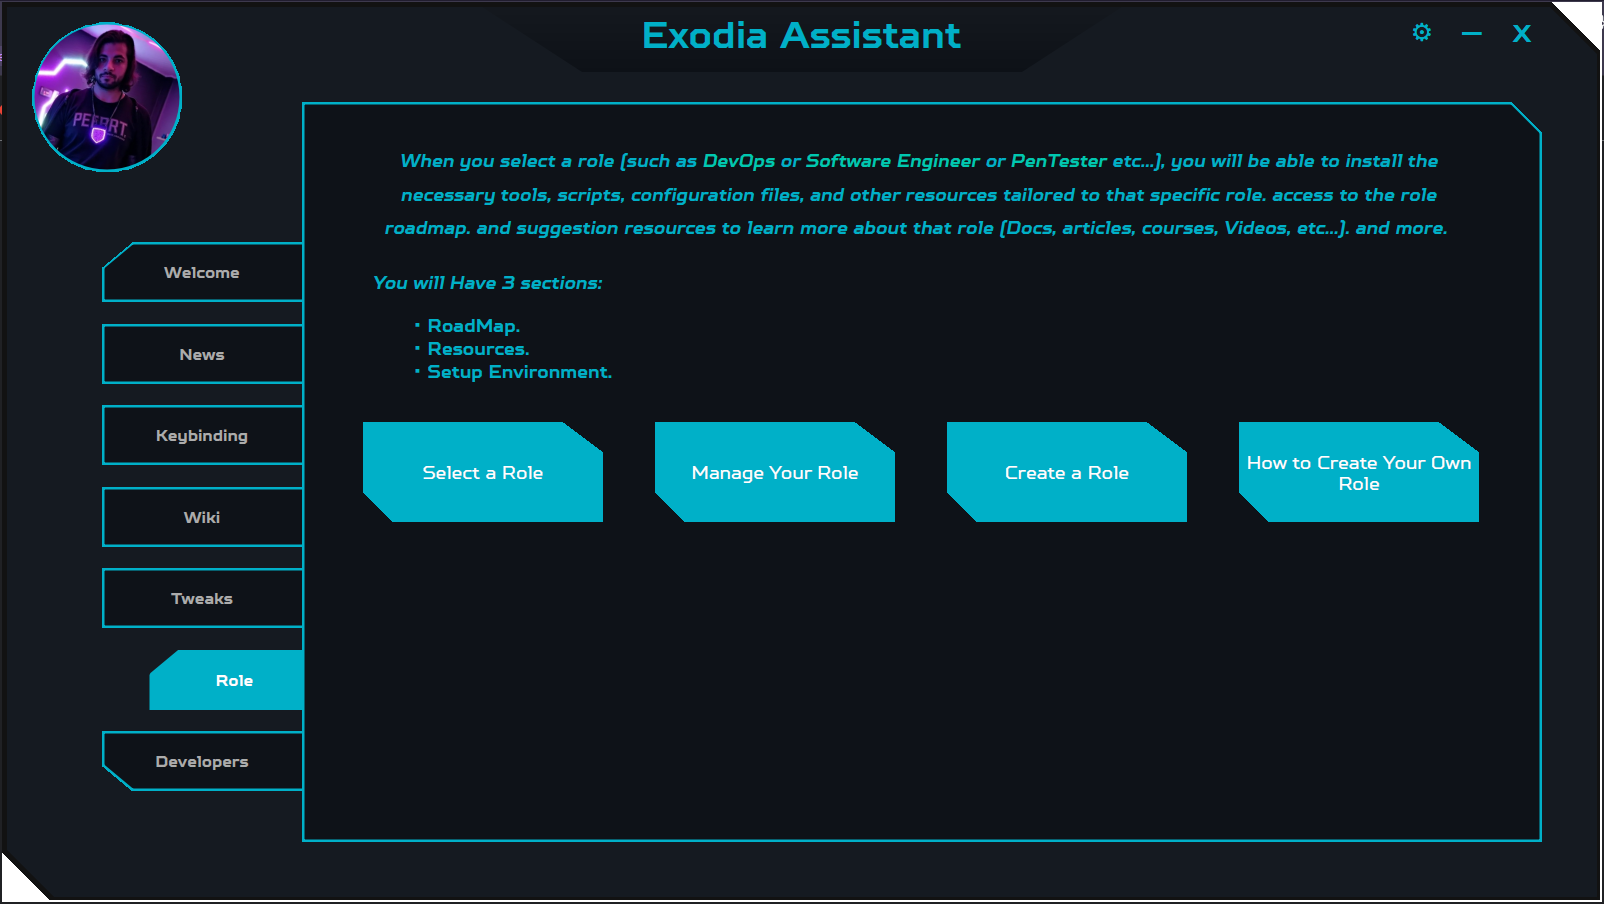 Exodia Assistant
PEERRT.
When you select a role (such as DevOps or Software Engineer or PenTester etc...), you will be able to install the
necessary tools, scripts, configuration files, and other resources tailored to that specific role. access to the role
roadmap. and suggestion resources to learn more about that role (Docs, articles, courses, Videos, etc...). and more.
You will Have 3 sections:
• RoadMap.
• Resources.
• Setup Environment.
Select a Role
Manage Your Role
Create a Role
How to Create Your Own
Role
Welcome
News
Keybinding
Wiki
Tweaks
Role
Developers